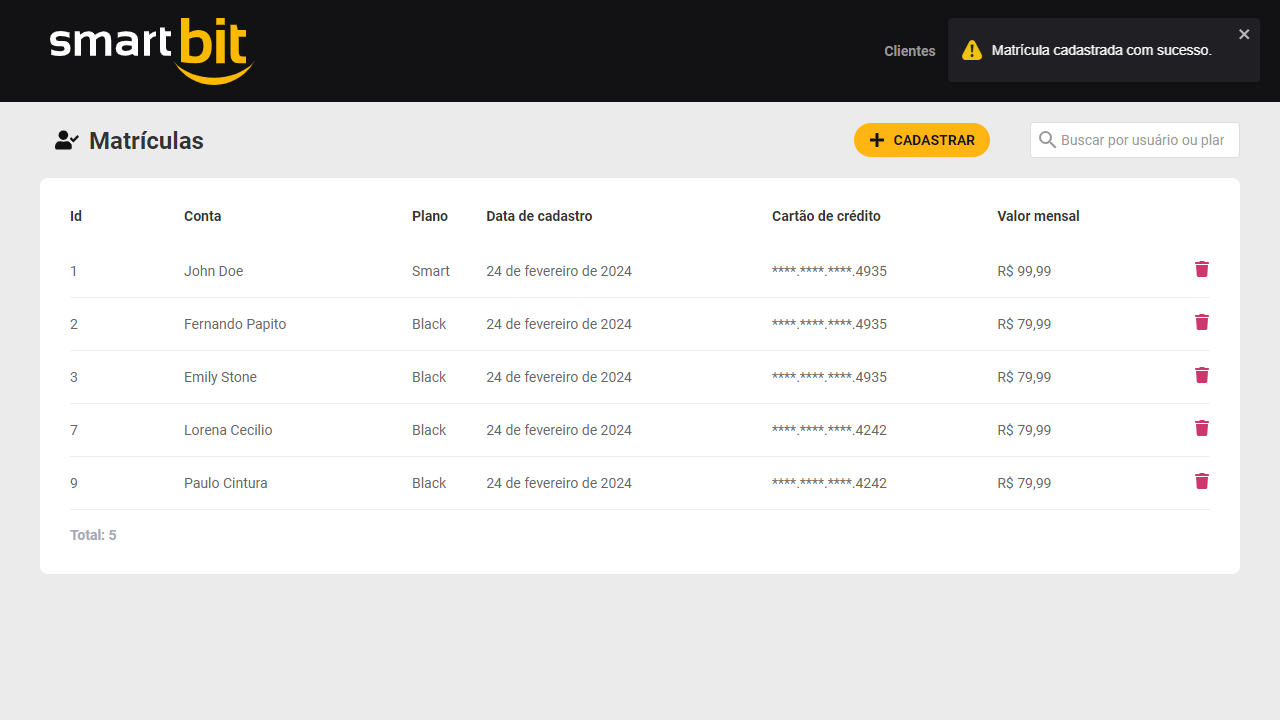 smartbit
Clientes
Matrícula cadastrada com sucesso.
Matrículas
CADASTRAR
Buscar por usuário ou plar
Id Conta Plano Data de cadastro Cartão de crédito Valor mensal
1 John Doe Smart 24 de fevereiro de 2024 ****.****.****.4935 R$ 99,99
2 Fernando Papito Black 24 de fevereiro de 2024 ****.****.****.4935 R$ 79,99
3 Emily Stone Black 24 de fevereiro de 2024 ****.****.****.4935 R$ 79,99
7 Lorena Cecilio Black 24 de fevereiro de 2024 ****.****.****.4242 R$ 79,99
9 Paulo Cintura Black 24 de fevereiro de 2024 ****.****.****.4242 R$ 79,99
Total: 5